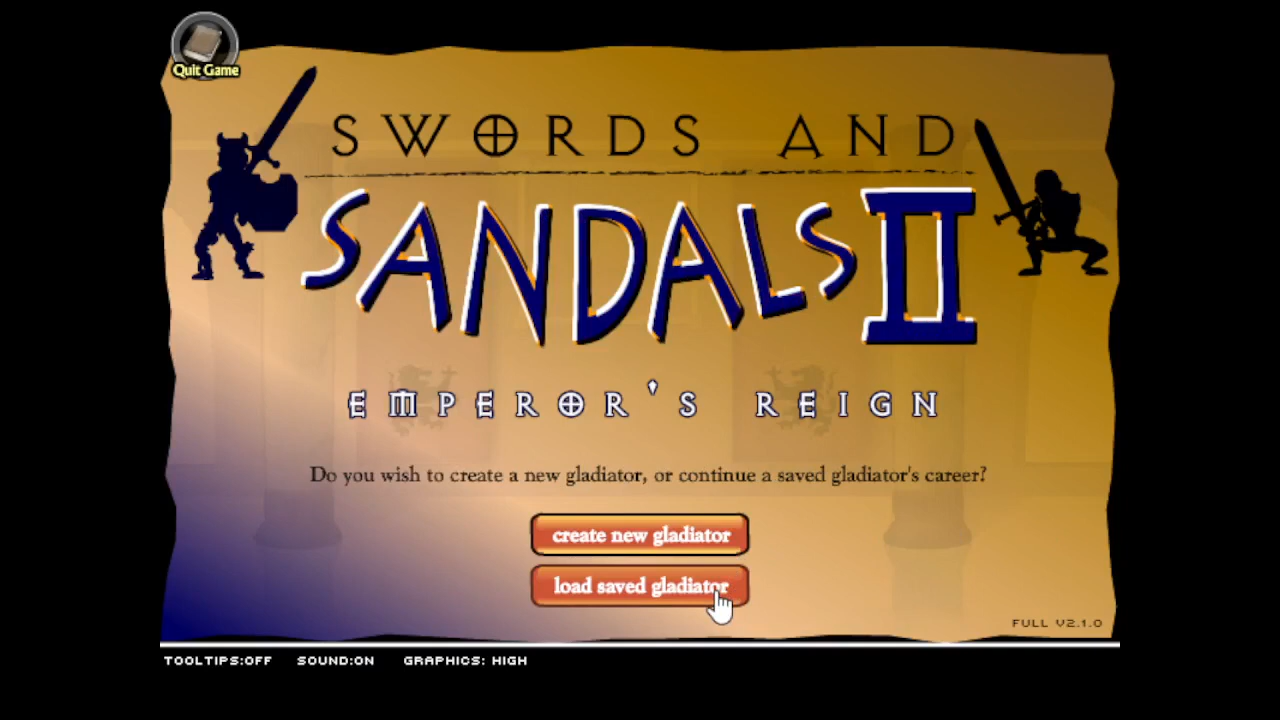 Quit Game
SWORDS AND
SANDALS II
EMPEROR'S REIGN
Do you wish to create a new gladiator, or continue a saved gladiator's career?
create new gladiator
load saved gladiator
FULL V2.1.0
TOOLTIPS:OFF SOUND:ON GRAPHICS: HIGH